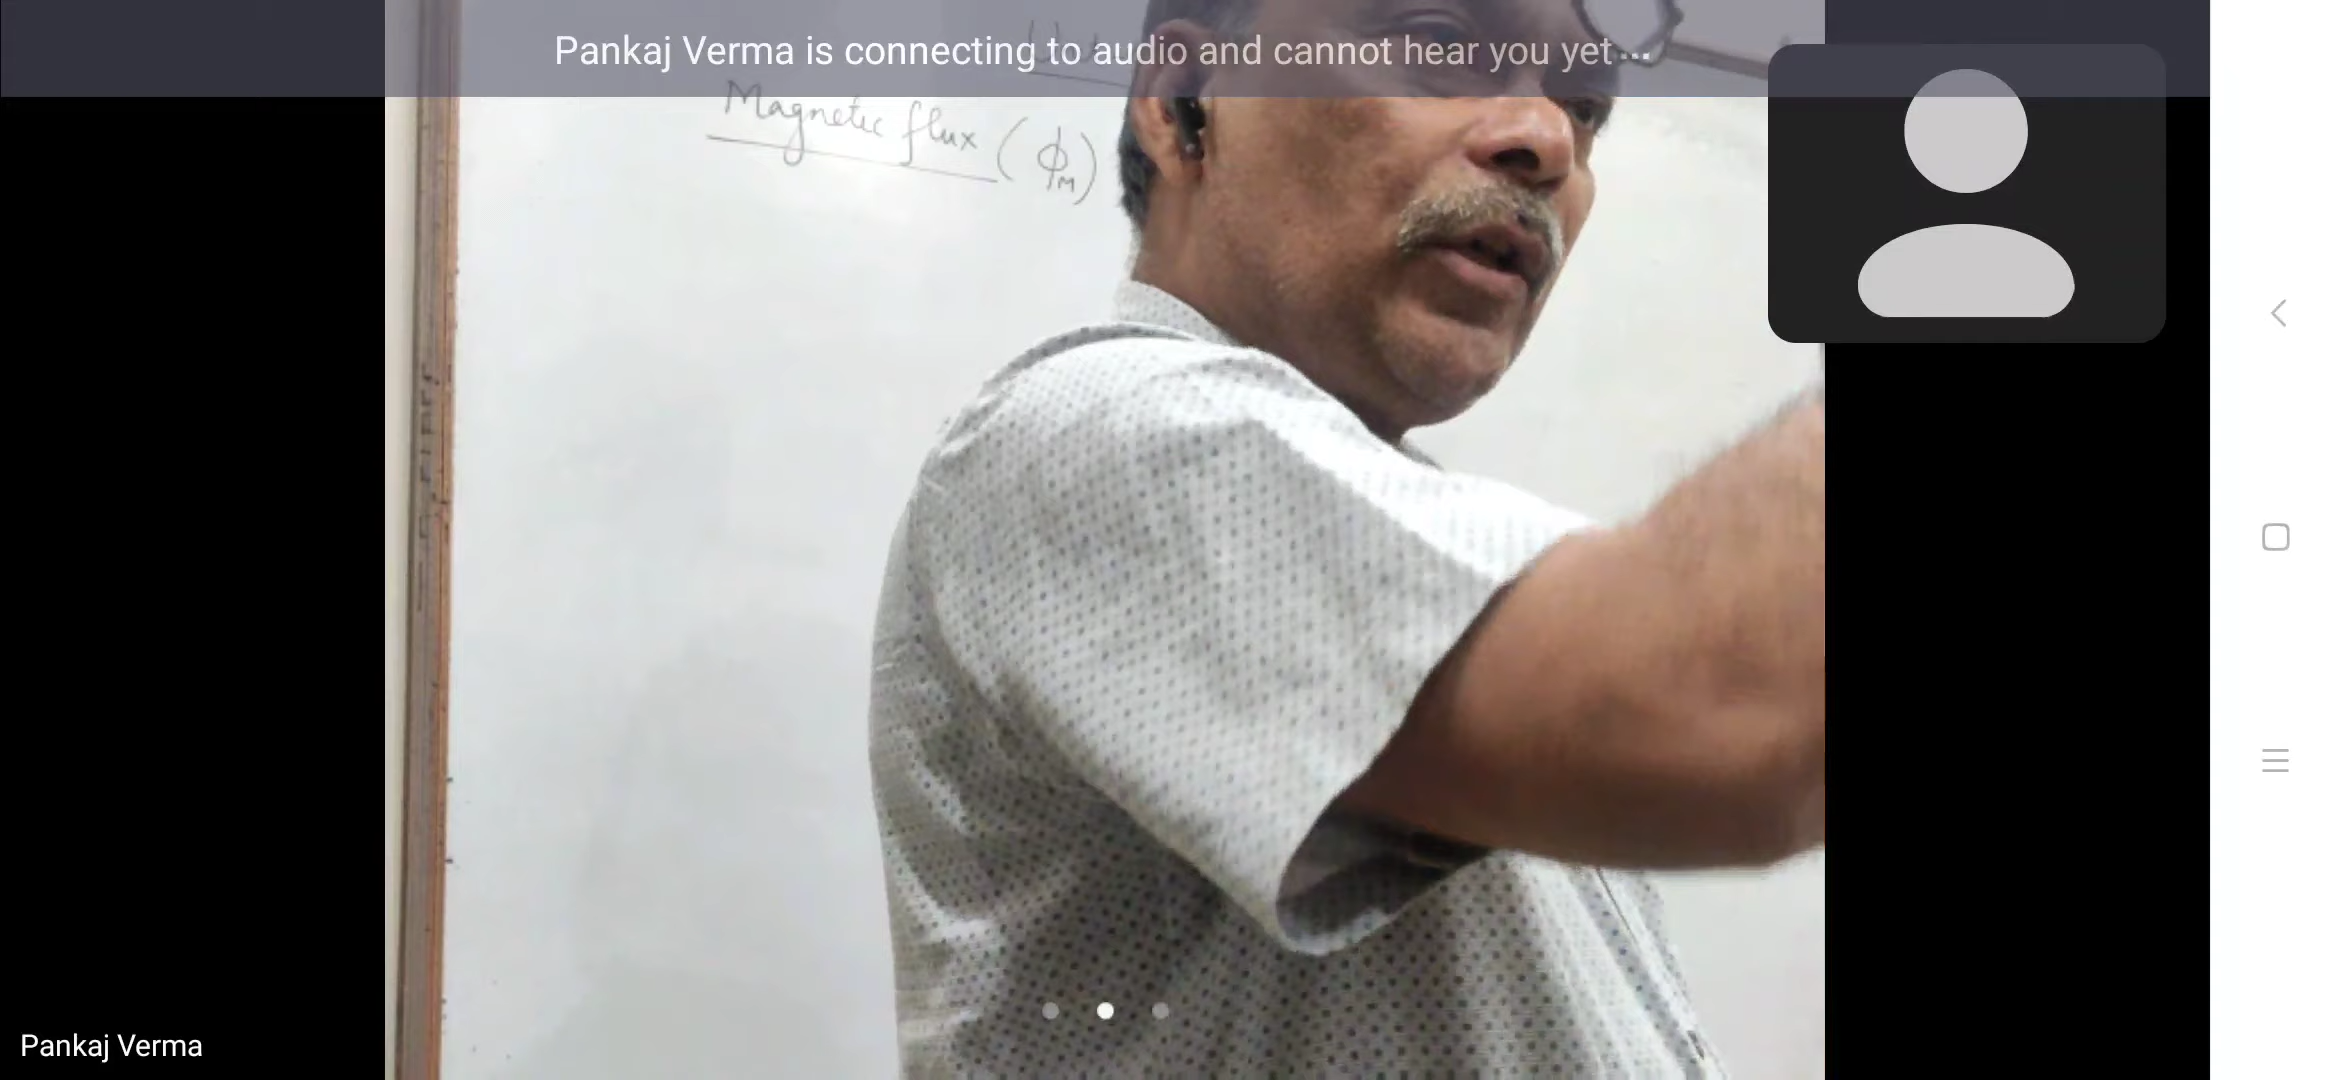 Pankaj Verma is connecting to audio and cannot hear you yet...
Magnetic flux (ϕM)
Pankaj Verma